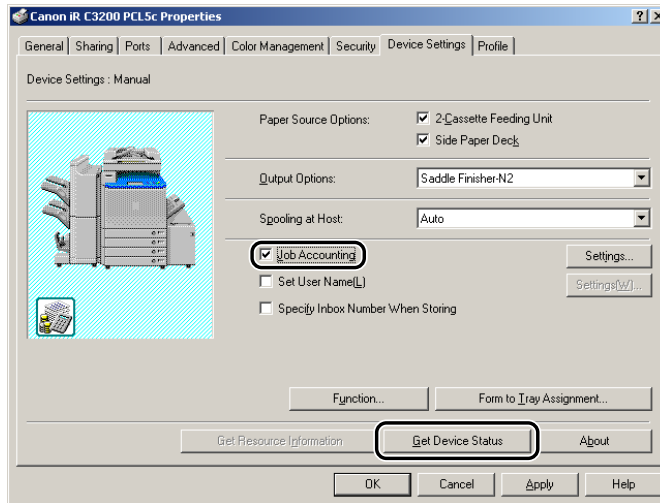 Canon iR C3200 PCL5c Properties
General Sharing Ports Advanced Color Management Security Device Settings Profile
Device Settings : Manual
Paper Source Options: 2-Cassette Feeding Unit
Side Paper Deck
Output Options: Saddle Finisher-N2
Spooling at Host: Auto
Job Accounting Settings...
Set User Name(L) Settings(W)...
Specify Inbox Number When Storing
Function... Form to Tray Assignment...
Get Resource Information Get Device Status About
OK Cancel Apply Help